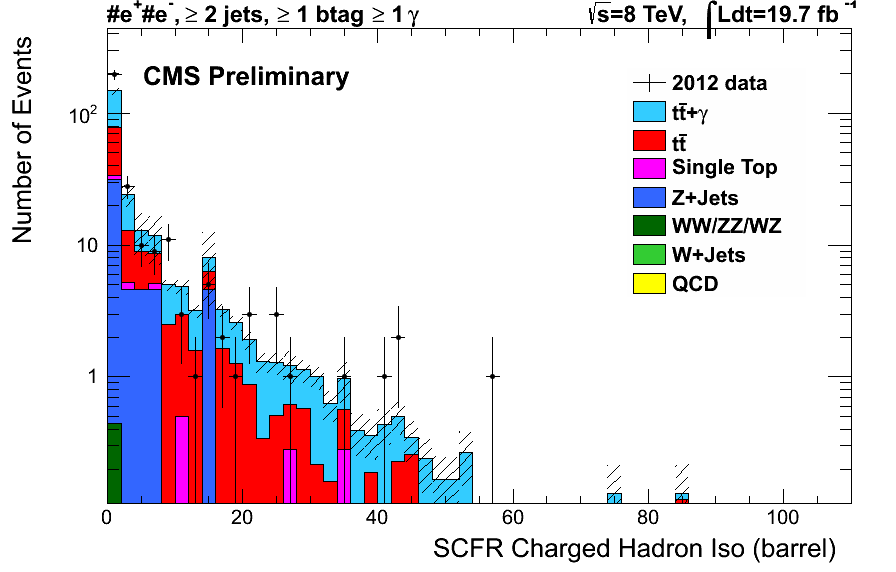 #e⁺#e⁻, ≥ 2 jets, ≥ 1 btag ≥ 1 γ
√s=8 TeV, ∫Ldt=19.7 fb⁻¹
CMS Preliminary
2012 data
tt̄+γ
tt̄
Single Top
Z+Jets
WW/ZZ/WZ
W+Jets
QCD
Number of Events
10²
10
1
0 20 40 60 80 100
SCFR Charged Hadron Iso (barrel)